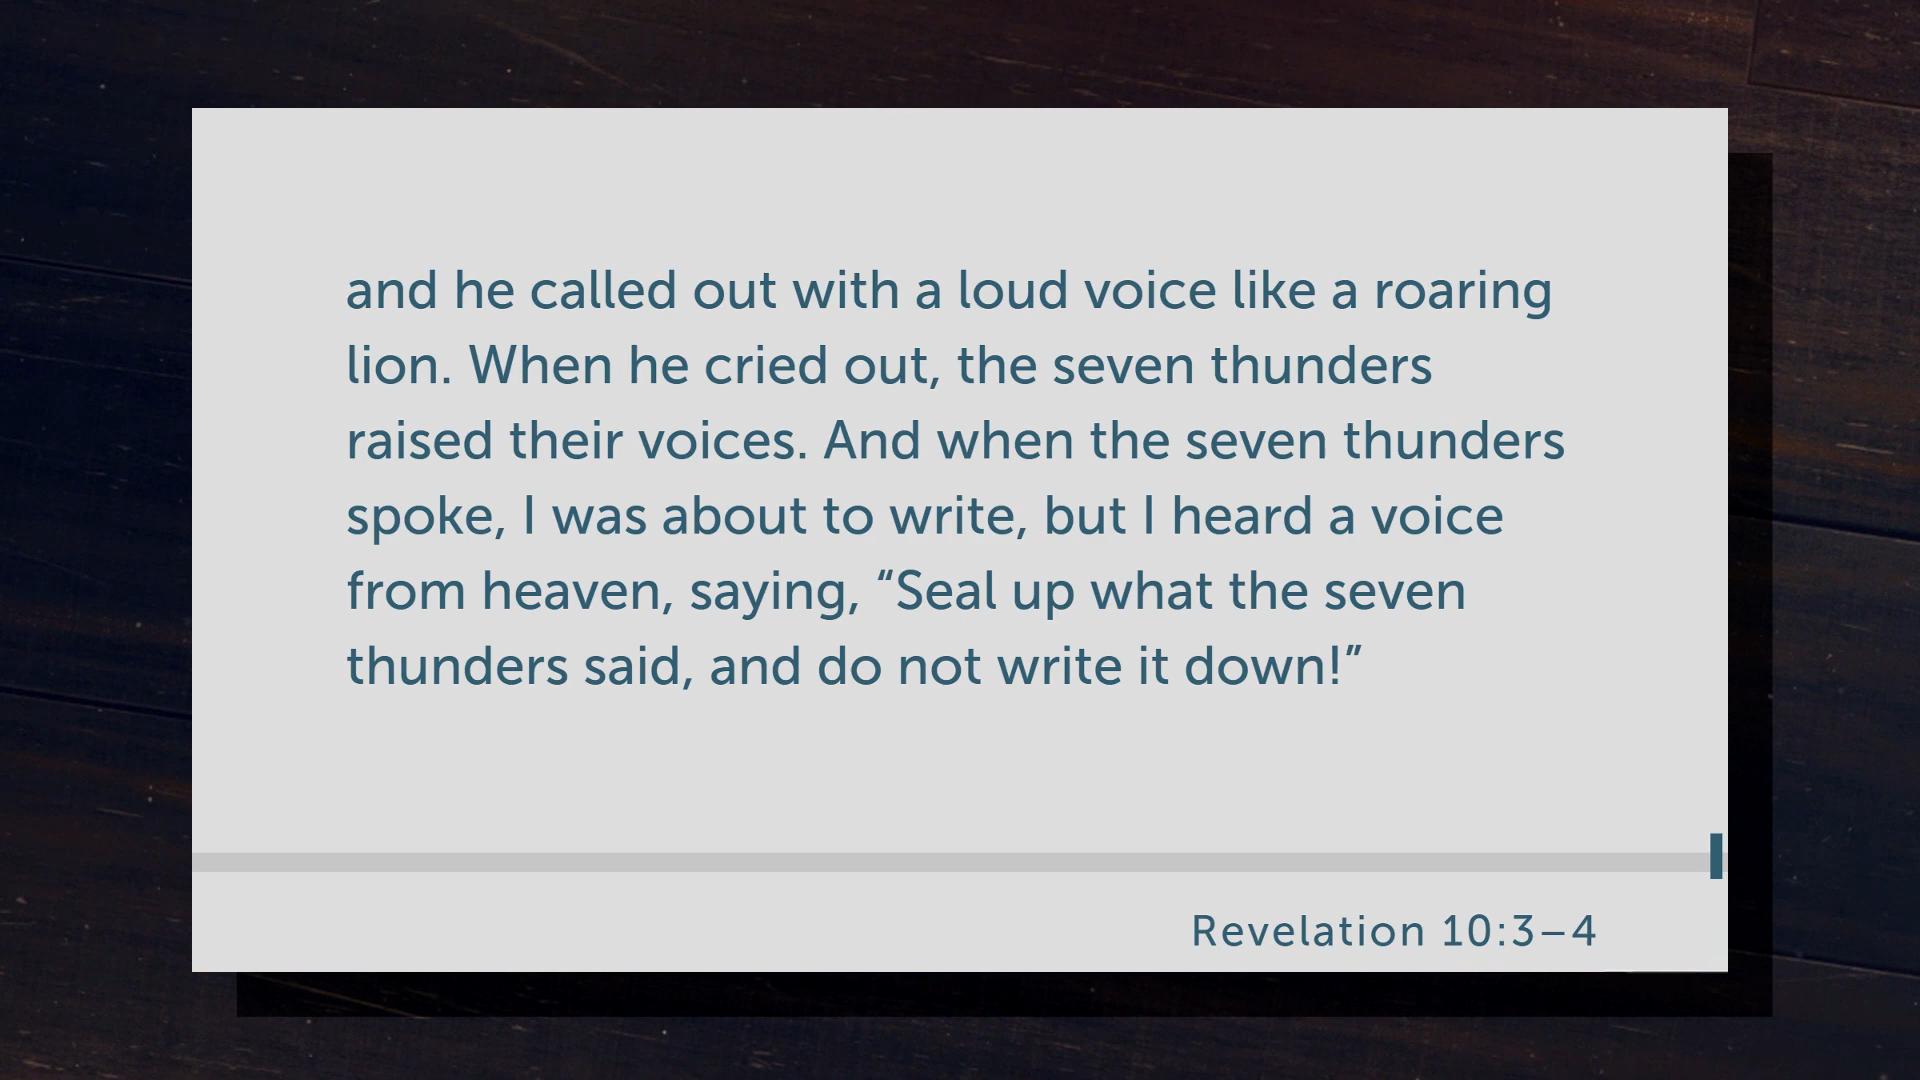 and he called out with a loud voice like a roaring
lion. When he cried out, the seven thunders
raised their voices. And when the seven thunders
spoke, I was about to write, but I heard a voice
from heaven, saying, “Seal up what the seven
thunders said, and do not write it down!”
Revelation 10:3–4